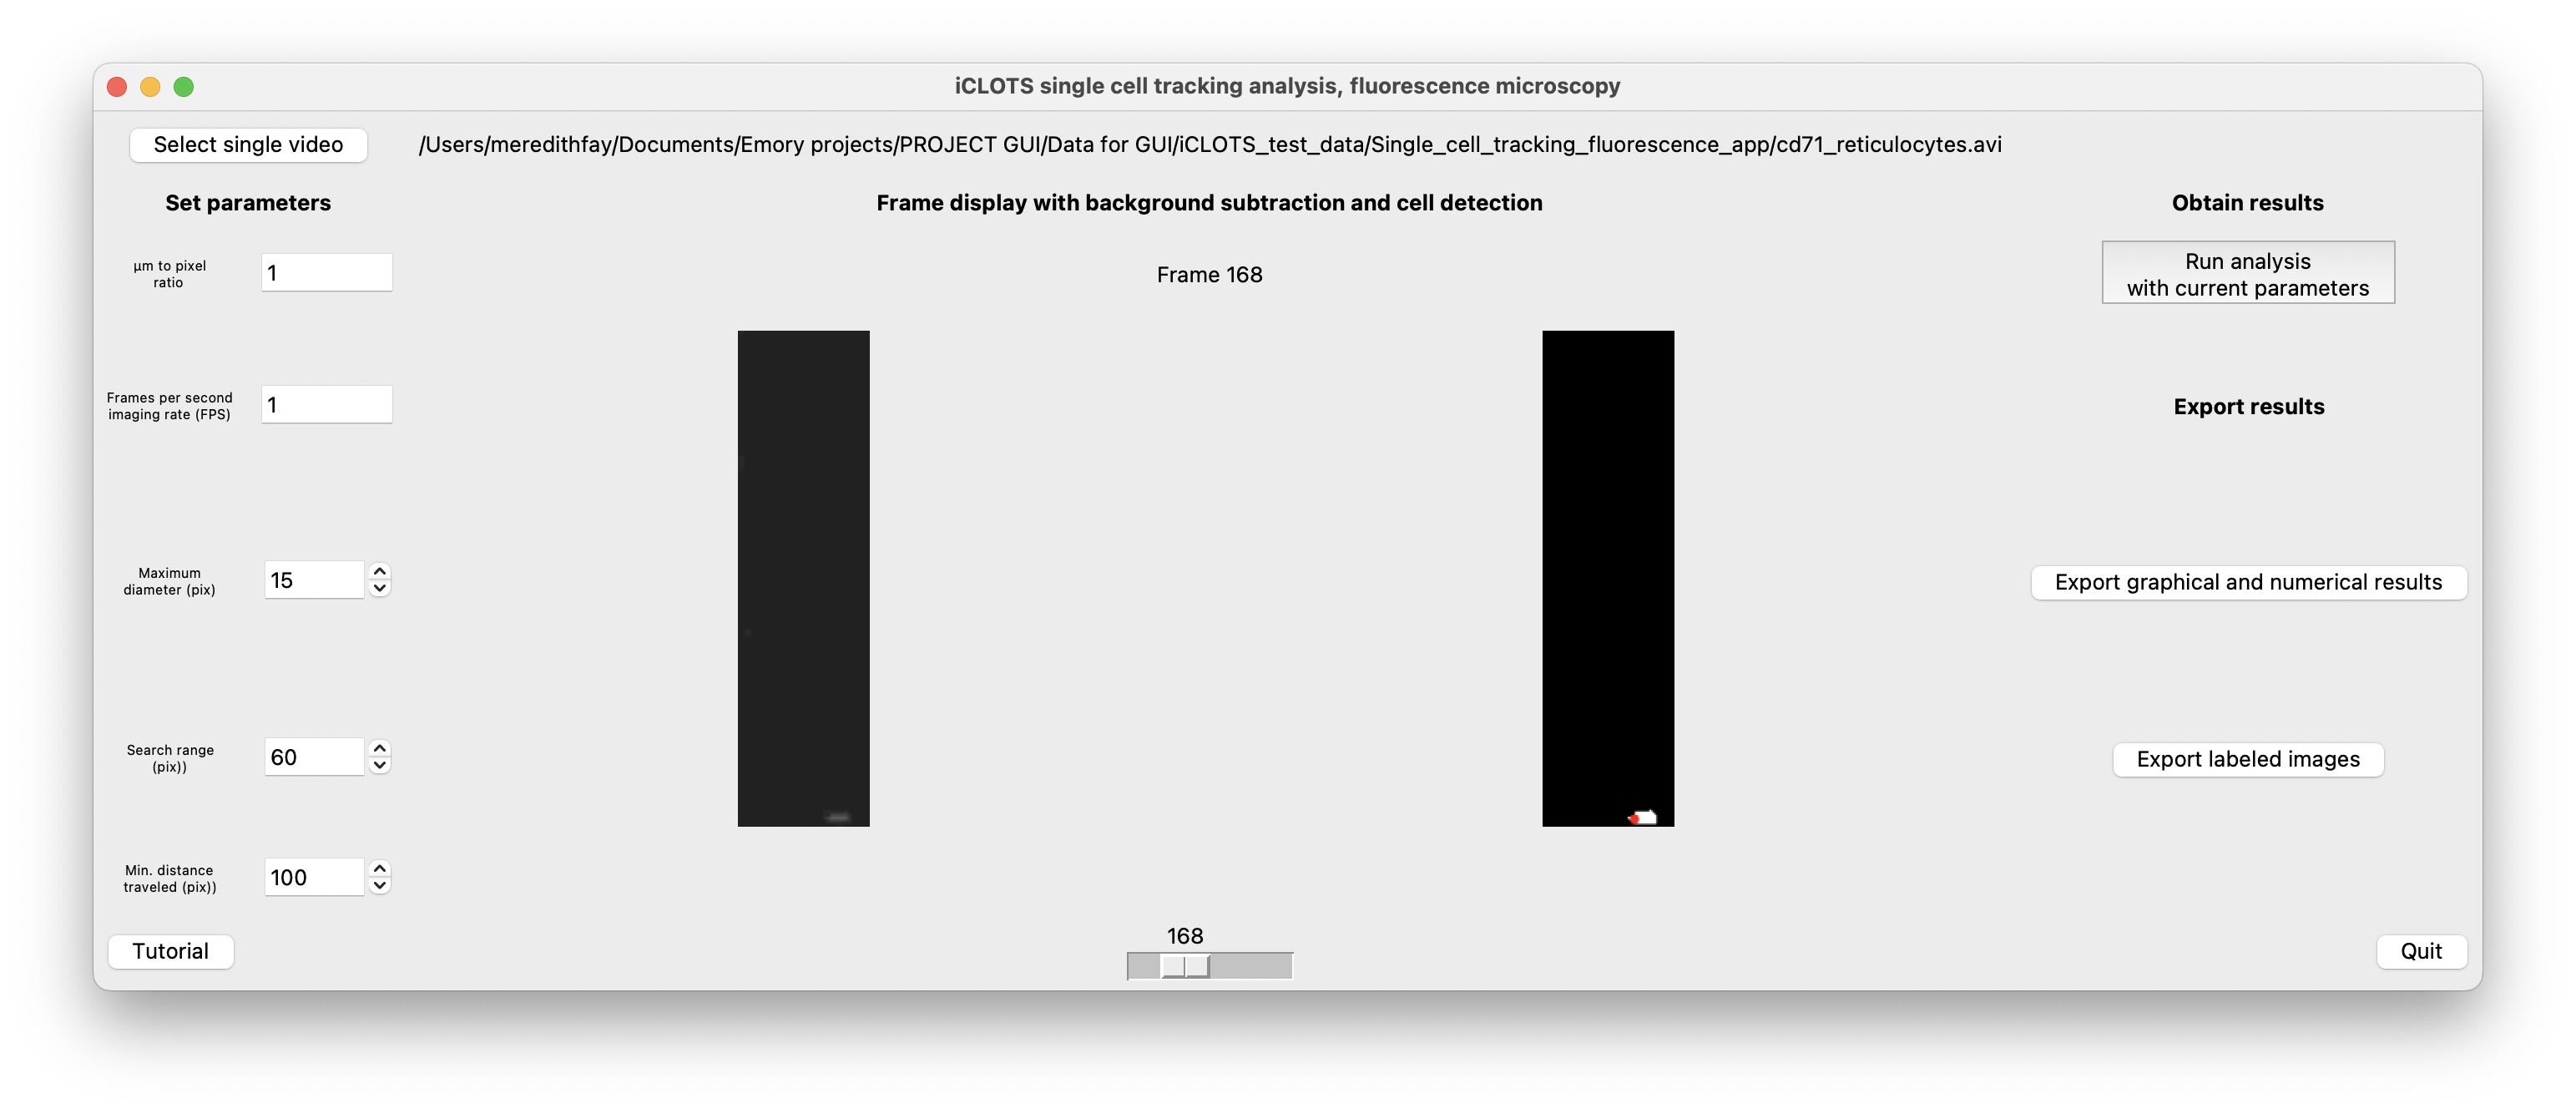 iCLOTS single cell tracking analysis, fluorescence microscopy
Select single video
/Users/meredithfay/Documents/Emory projects/PROJECT GUI/Data for GUI/iCLOTS_test_data/Single_cell_tracking_fluorescence_app/cd71_reticulocytes.avi
Set parameters
Frame display with background subtraction and cell detection
Obtain results
µm to pixel
ratio
1
Frame 168
Run analysis
with current parameters
Frames per second
imaging rate (FPS)
1
Export results
Maximum
diameter (pix)
15
Export graphical and numerical results
Search range
(pix))
60
Export labeled images
Min. distance
traveled (pix))
100
Tutorial
168
Quit